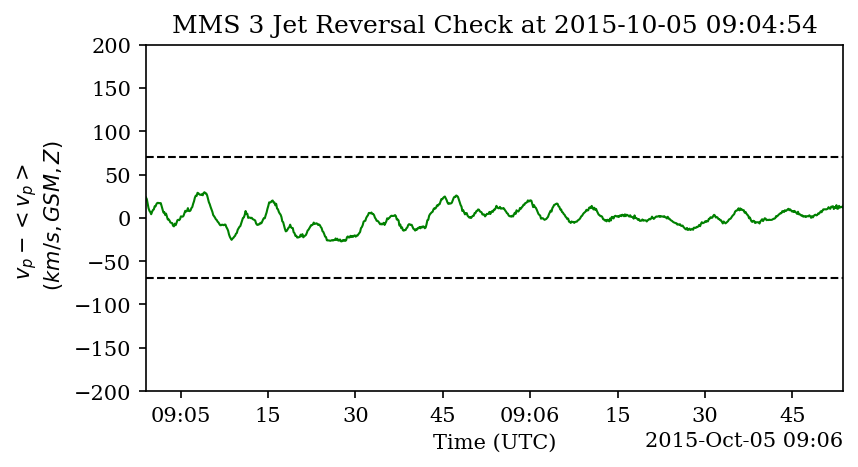 MMS 3 Jet Reversal Check at 2015-10-05 09:04:54
200
150
100
50
0
−50
−100
−150
−200
v_p − < v_p >
(km/s, GSM, Z)
09:05 15 30 45 09:06 15 30 45
Time (UTC)
2015-Oct-05 09:06